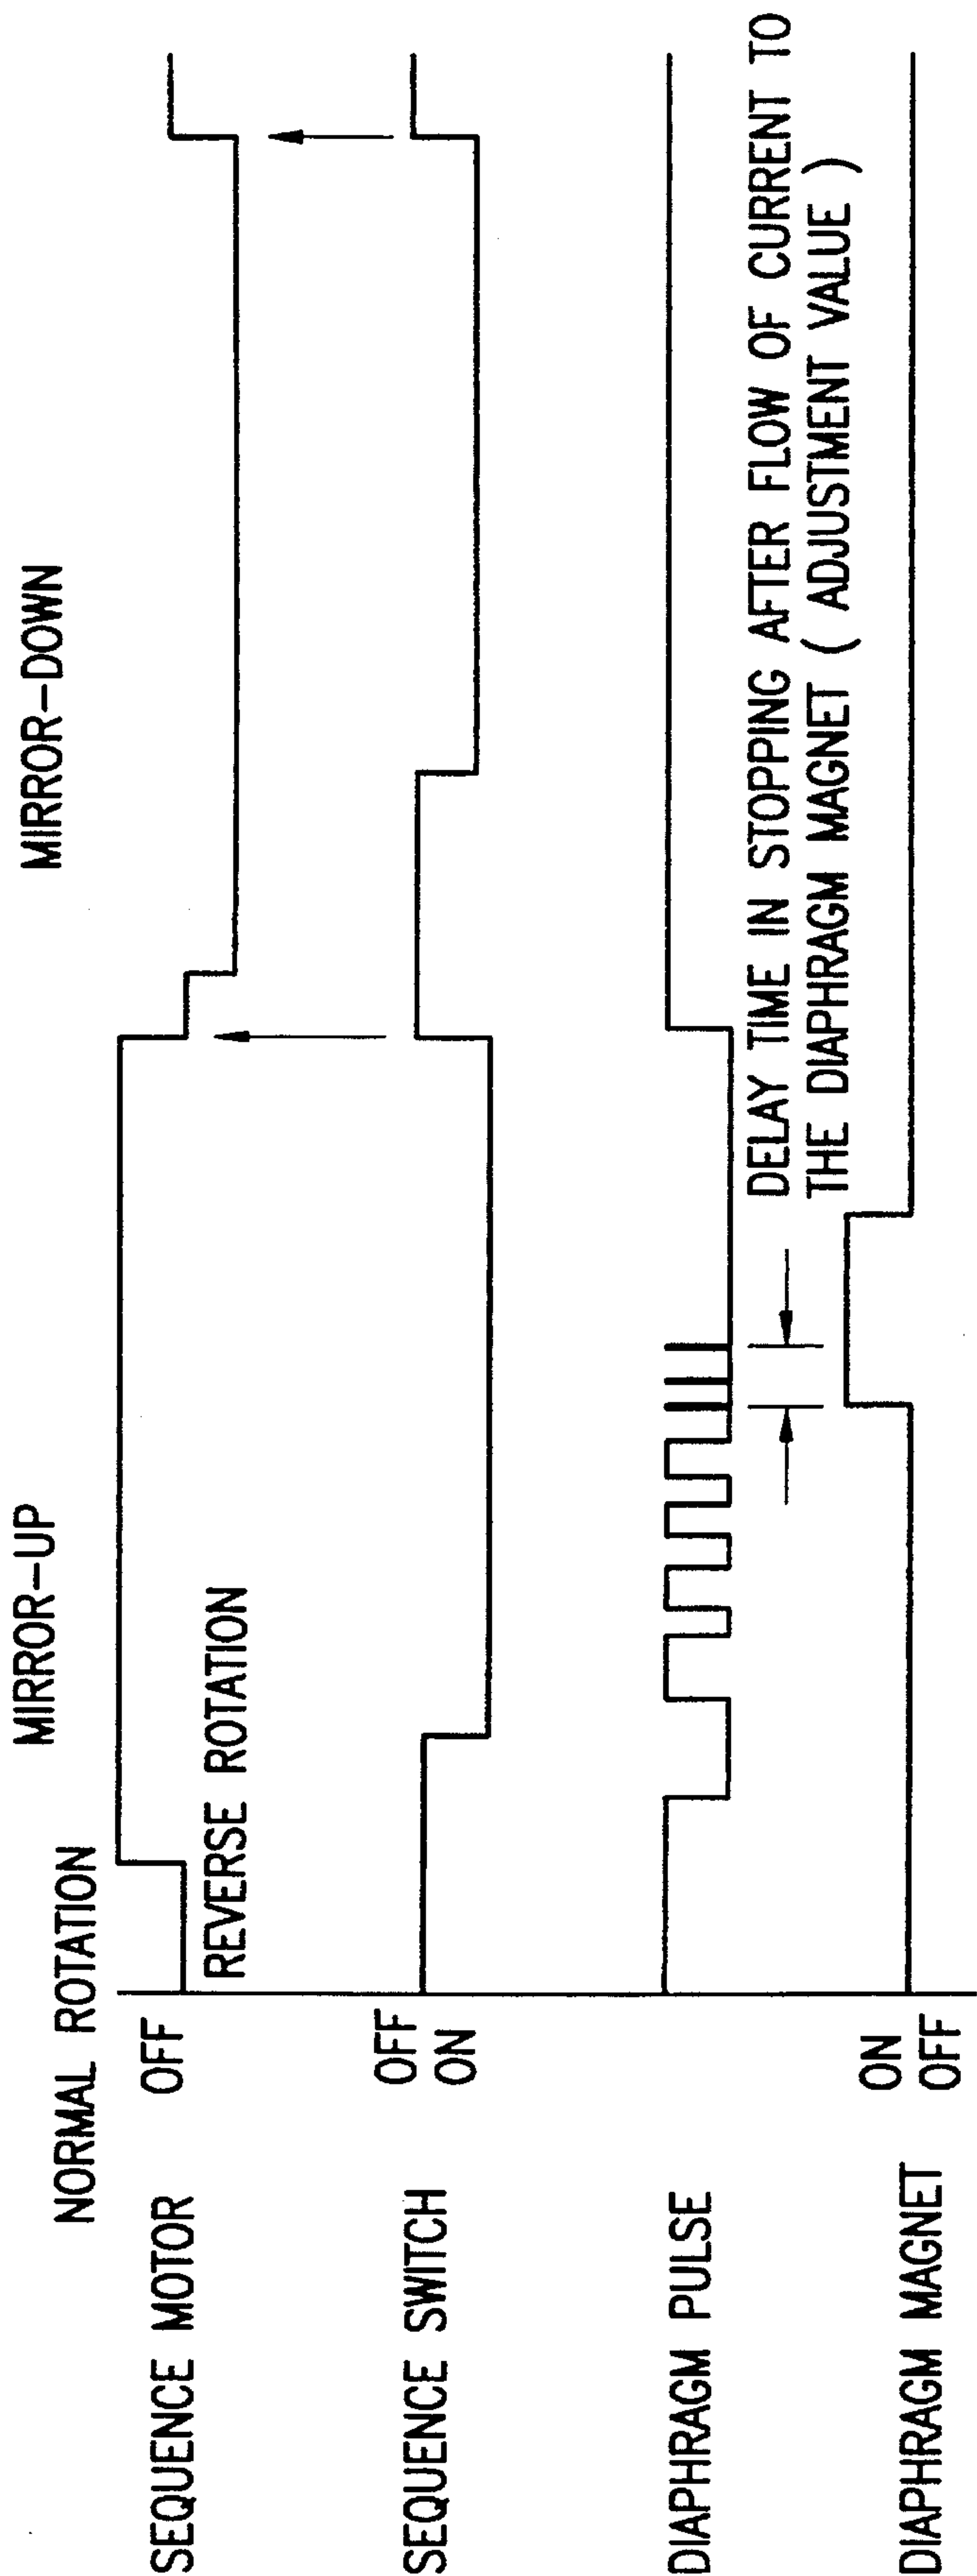 MIRROR-UP
MIRROR-DOWN
NORMAL ROTATION
SEQUENCE MOTOR
OFF
REVERSE ROTATION
SEQUENCE SWITCH
OFF
ON
DIAPHRAGM PULSE
DELAY TIME IN STOPPING AFTER FLOW OF CURRENT TO
THE DIAPHRAGM MAGNET ( ADJUSTMENT VALUE )
DIAPHRAGM MAGNET
ON
OFF